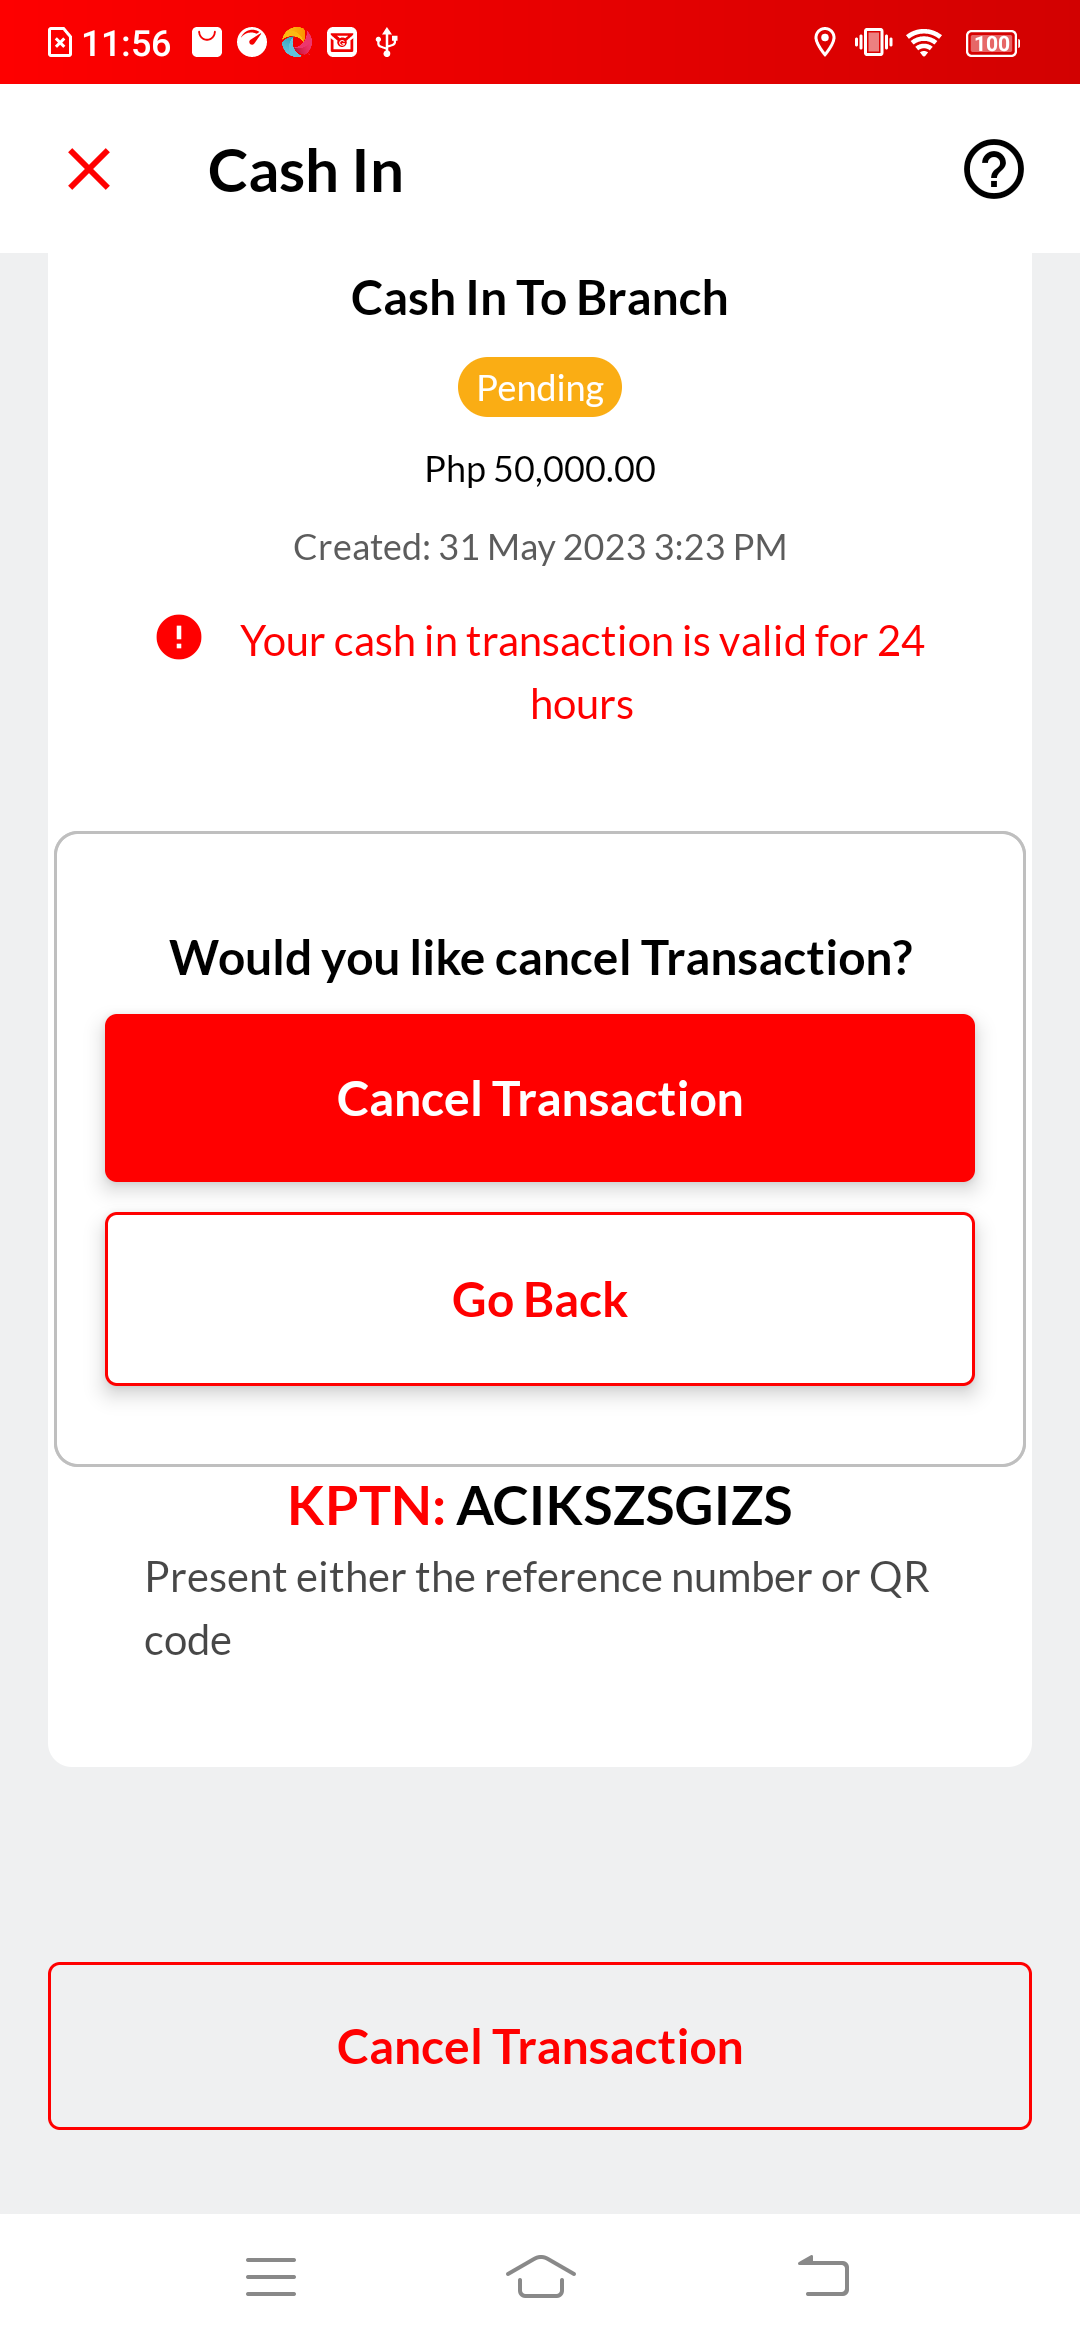 11:56
100
Cash In
Cash In To Branch
Pending
Php 50,000.00
Created: 31 May 2023 3:23 PM
Your cash in transaction is valid for 24
hours
Would you like cancel Transaction?
Cancel Transaction
Go Back
KPTN: ACIKSZSGIZS
Present either the reference number or QR
code
Cancel Transaction